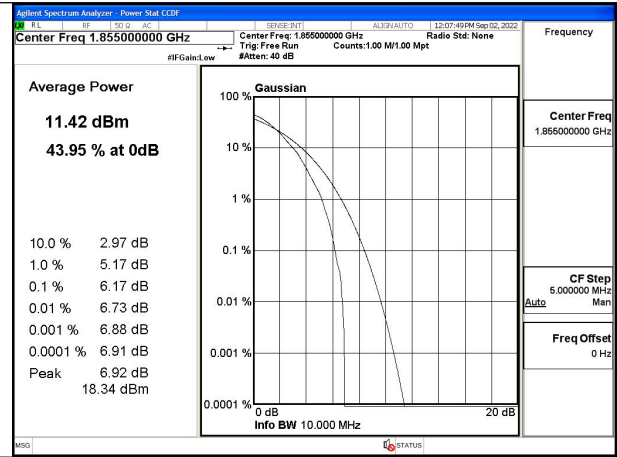 Agilent Spectrum Analyzer - Power Stat CCDF
RL RF 50 Ω AC SENSE:INT ALIGN AUTO 12:07:49 PM Sep 02, 2022
Center Freq 1.855000000 GHz
Center Freq: 1.855000000 GHz Radio Std: None
Trig: Free Run Counts:1.00 M/1.00 Mpt
#IFGain:Low #Atten: 40 dB
Frequency
Average Power
11.42 dBm
43.95 % at 0dB
10.0 % 2.97 dB
1.0 % 5.17 dB
0.1 % 6.17 dB
0.01 % 6.73 dB
0.001 % 6.88 dB
0.0001 % 6.91 dB
Peak 6.92 dB
18.34 dBm
Gaussian
100 %
10 %
1 %
0.1 %
0.01 %
0.001 %
0.0001 %
0 dB 20 dB
Info BW 10.000 MHz
Center Freq
1.855000000 GHz
CF Step
5.000000 MHz
Auto Man
Freq Offset
0 Hz
MSG STATUS